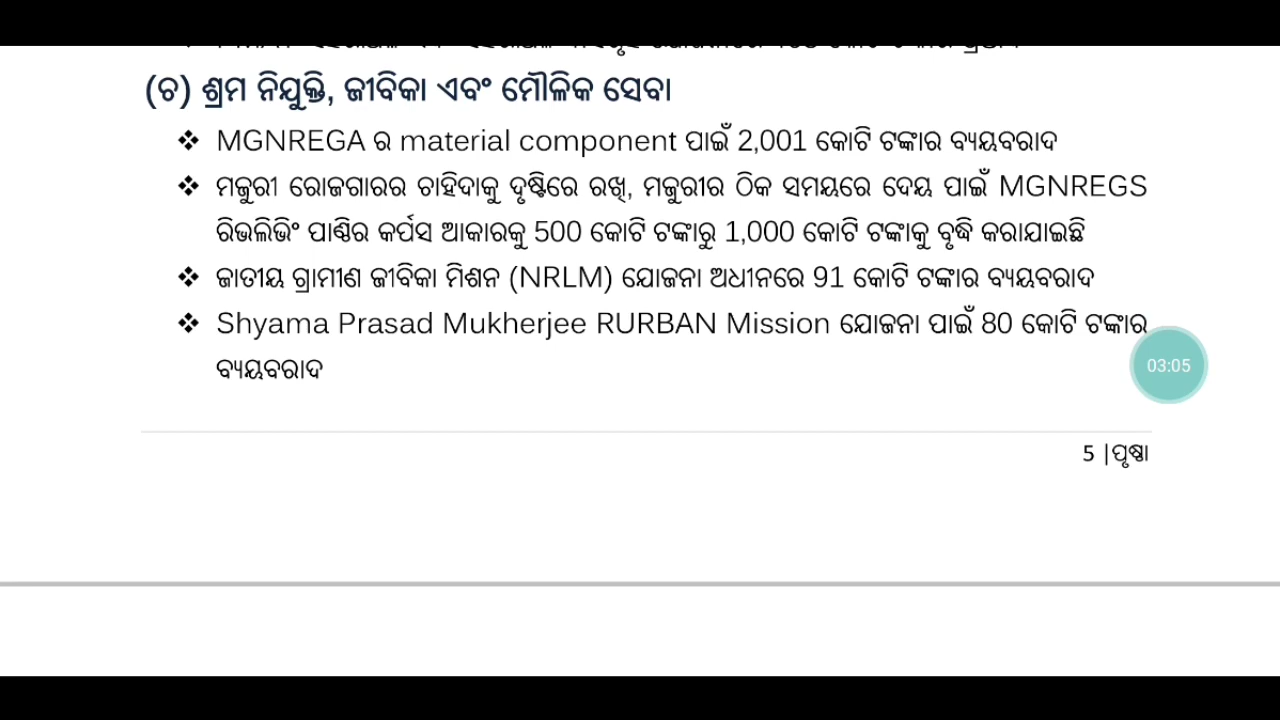 (ଚ) ଶ୍ରମ ନିଯୁକ୍ତି, ଜୀବିକା ଏବଂ ମୌଳିକ ସେବା
❖ MGNREGA ର material component ପାଇଁ 2,001 କୋଟି ଟଙ୍କାର ବ୍ୟୟବରାଦ
❖ ମଜୁରୀ ରୋଜଗାରର ଚାହିଦାକୁ ଦୃଷ୍ଟିରେ ରଖି, ମଜୁରୀର ଠିକ ସମୟରେ ଦେୟ ପାଇଁ MGNREGS
ରିଭଲିଭିଂ ପାଣ୍ଠିର କର୍ପସ ଆକାରକୁ 500 କୋଟି ଟଙ୍କାରୁ 1,000 କୋଟି ଟଙ୍କାକୁ ବୃଦ୍ଧି କରାଯାଇଛି
❖ ଜାତୀୟ ଗ୍ରାମୀଣ ଜୀବିକା ମିଶନ (NRLM) ଯୋଜନା ଅଧୀନରେ 91 କୋଟି ଟଙ୍କାର ବ୍ୟୟବରାଦ
❖ Shyama Prasad Mukherjee RURBAN Mission ଯୋଜନା ପାଇଁ 80 କୋଟି ଟଙ୍କାର
ବ୍ୟୟବରାଦ
03:05
5 |ପୃଷ୍ଠା